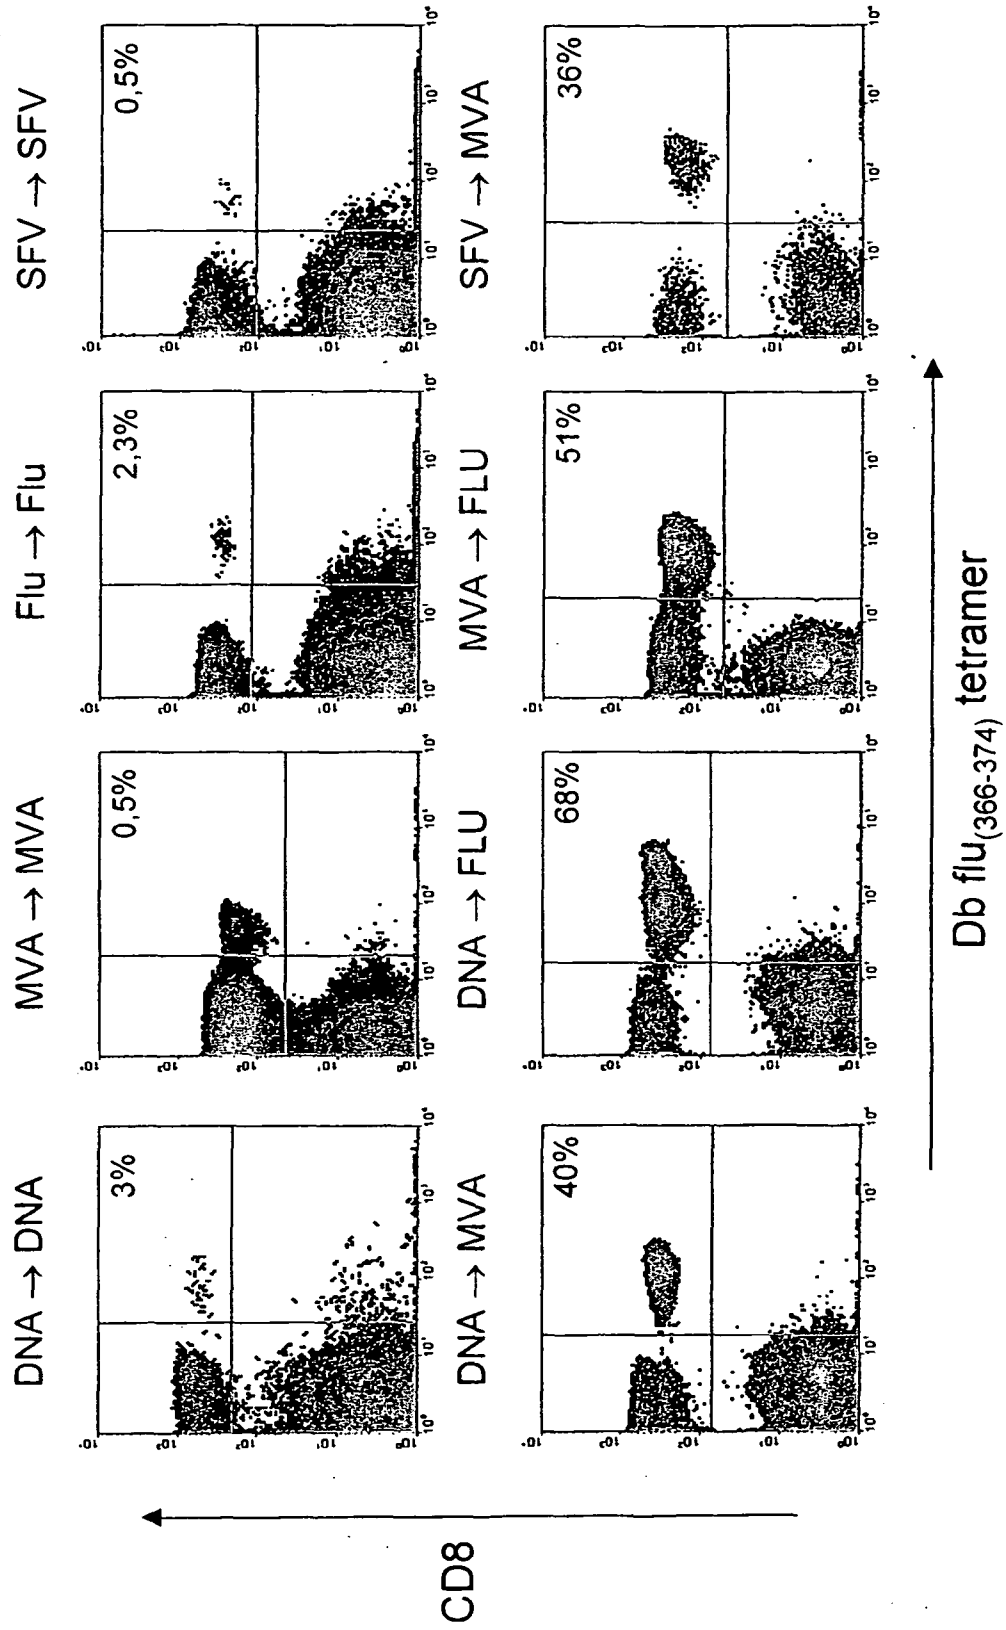 DNA → DNA
3%
MVA → MVA
0,5%
Flu → Flu
2,3%
SFV → SFV
0,5%
DNA → MVA
40%
DNA → FLU
68%
MVA → FLU
51%
SFV → MVA
36%
CD8
Db flu(366-374) tetramer